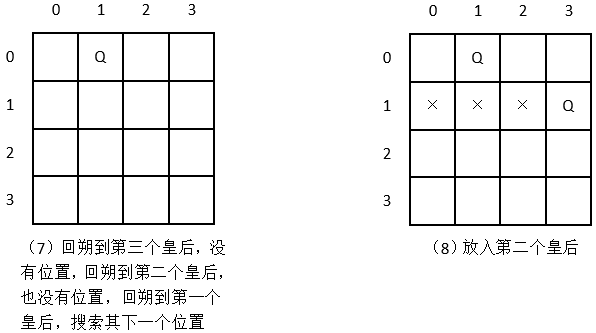 0 1 2 3
0 Q
1
2
3
(7)回朔到第三个皇后，没
有位置，回朔到第二个皇后，
也没有位置，回朔到第一个
皇后，搜索其下一个位置
0 1 2 3
0 Q
1 × × × Q
2
3
(8)放入第二个皇后